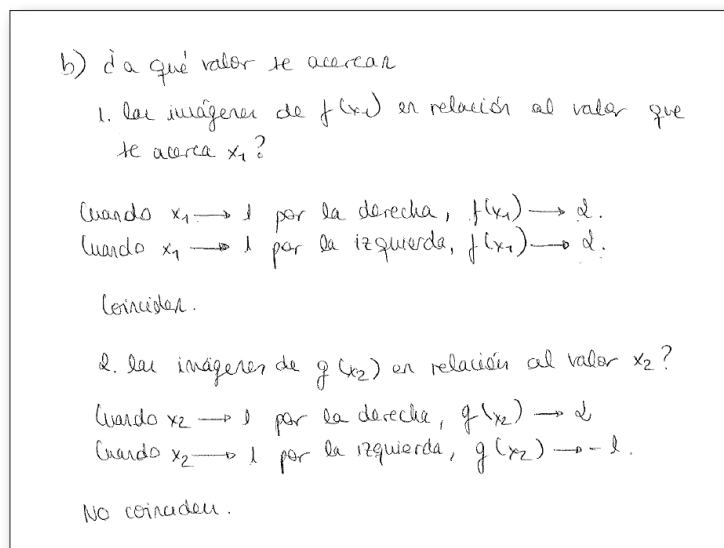 b) ¿a qué valor se acercan
1. las imágenes de f(x₁) en relación al valor que
se acerca x₁?
Cuando x₁ → 1 por la derecha, f(x₁) → 2.
Cuando x₁ → 1 por la izquierda, f(x₁) → 2.
Coinciden.
2. las imágenes de g(x₂) en relación al valor x₂?
Cuando x₂ → 1 por la derecha, g(x₂) → 2
Cuando x₂ → 1 por la izquierda, g(x₂) → -1.
No coinciden.